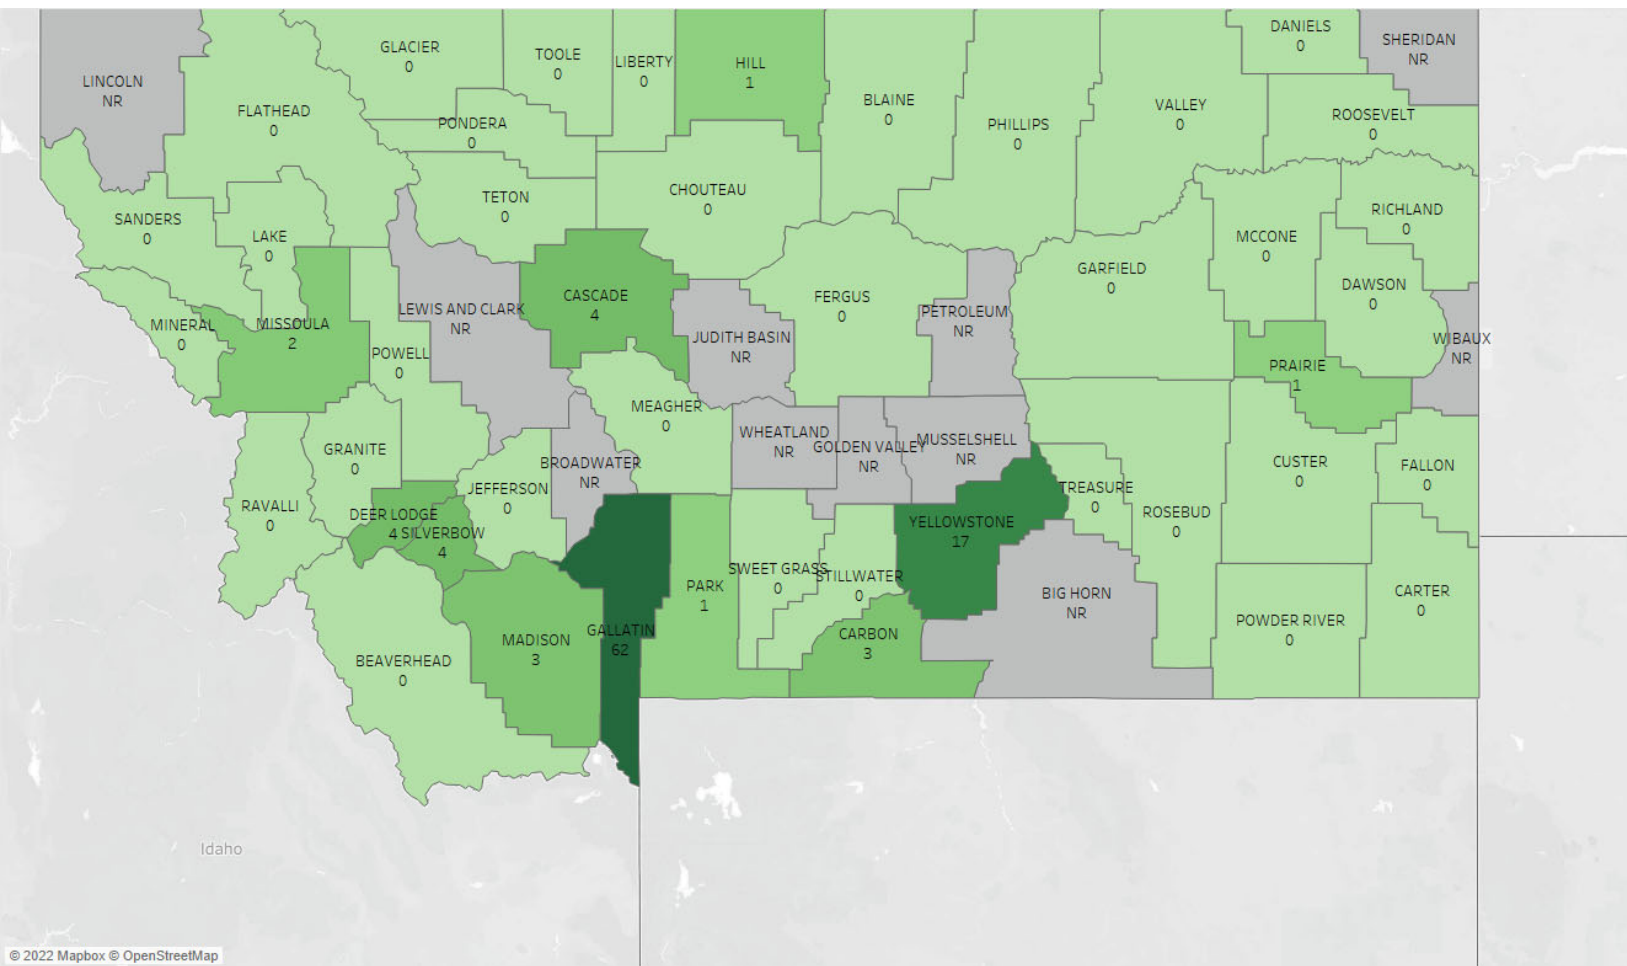 LINCOLN
NR
FLATHEAD
0
GLACIER
0
TOOLE
0
LIBERTY
0
HILL
1
BLAINE
0
PHILLIPS
0
VALLEY
0
DANIELS
0
SHERIDAN
NR
ROOSEVELT
0
PONDERA
0
TETON
0
CHOUTEAU
0
SANDERS
0
LAKE
0
RICHLAND
0
MCCONE
0
GARFIELD
0
DAWSON
0
CASCADE
4
FERGUS
0
LEWIS AND CLARK
NR
PETROLEUM
NR
MINERAL
0
MISSOULA
2
JUDITH BASIN
NR
WIBAUX
NR
POWELL
0
PRAIRIE
1
MEAGHER
0
WHEATLAND
NR
GOLDEN VALLEY
NR
MUSSELSHELL
NR
GRANITE
0
BROADWATER
NR
CUSTER
0
FALLON
0
JEFFERSON
0
TREASURE
0
RAVALLI
0
DEER LODGE
4
SILVERBOW
4
YELLOWSTONE
17
ROSEBUD
0
SWEET GRASS
0
STILLWATER
0
PARK
1
BIG HORN
NR
CARTER
0
POWDER RIVER
0
GALLATIN
62
MADISON
3
CARBON
3
BEAVERHEAD
0
Idaho
© 2022 Mapbox © OpenStreetMap